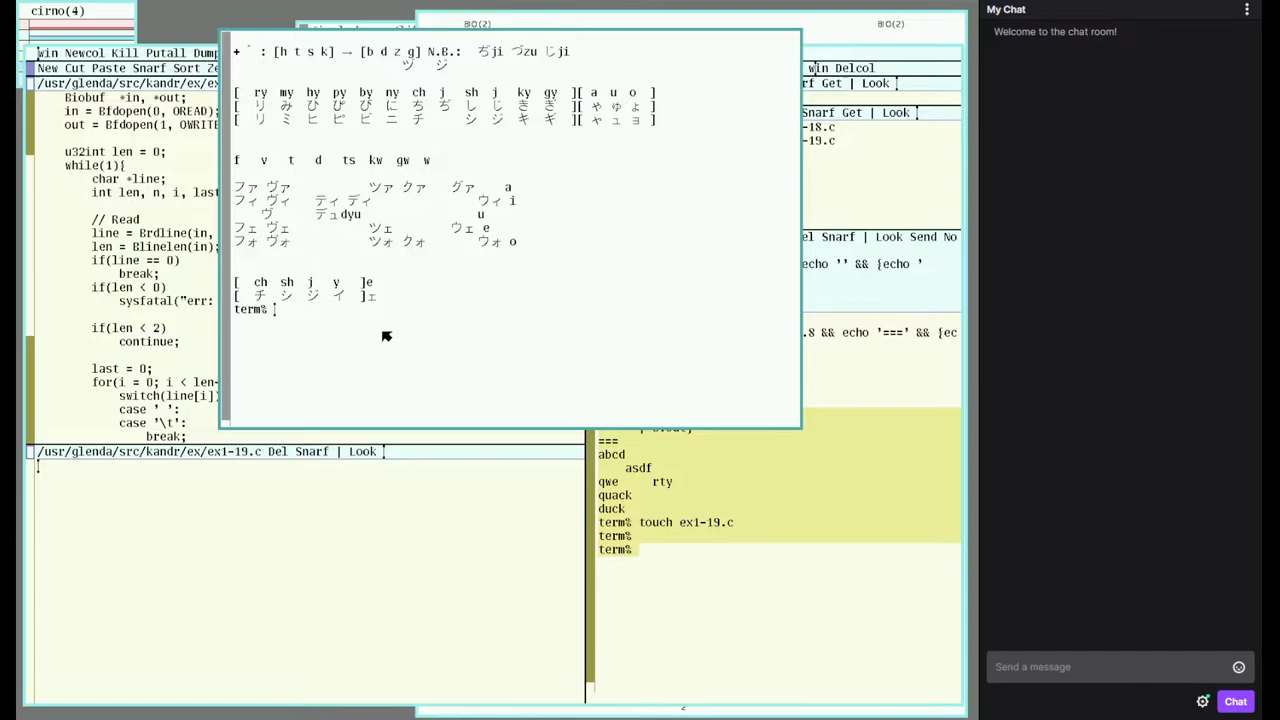 cirno(4)
BIO(2) BIO(2)
win Newcol Kill Putall Dump
New Cut Paste Snarf Sort Ze
/usr/glenda/src/kandr/ex/ex
Biobuf *in, *out;
in = Bfdopen(0, OREAD);
out = Bfdopen(1, OWRITE
u32int len = 0;
while(1){
char *line;
int len, n, i, last
// Read
line = Brdline(in,
len = Blinelen(in);
if(line == 0)
break;
if(len < 0)
sysfatal("err:
if(len < 2)
continue;
last = 0;
for(i = 0; i < len-
switch(line[i])
case ' ':
case '\t':
break;
/usr/glenda/src/kandr/ex/ex1-19.c Del Snarf | Look
+ ゛ : [h t s k] → [b d z g] N.B.: ぢji づzu じji
ヅ ジ
[ ry my hy py by ny ch j sh j ky gy ][ a u o ]
[ り み ひ ぴ び に ち ぢ し じ き ぎ ][ ゃ ゅ ょ ]
[ リ ミ ヒ ピ ビ ニ チ シ ジ キ ギ ][ ャ ュ ョ ]
f v t d ts kw gw w
ファ ヴァ ツァ クァ グァ a
フィ ヴィ ティ ディ ウィ i
ヴ デュdyu u
フェ ヴェ ツェ ウェ e
フォ ヴォ ツォ クォ ウォ o
[ ch sh j y ]e
[ チ シ ジ イ ]ェ
term%
win Delcol
rf Get | Look
Snarf Get | Look
-18.c
-19.c
Del Snarf | Look Send No
echo '' && {echo '
.8 && echo '===' && {ec
===
abcd
asdf
qwe rty
quack
duck
term% touch ex1-19.c
term%
term%
My Chat
Welcome to the chat room!
Send a message
Chat